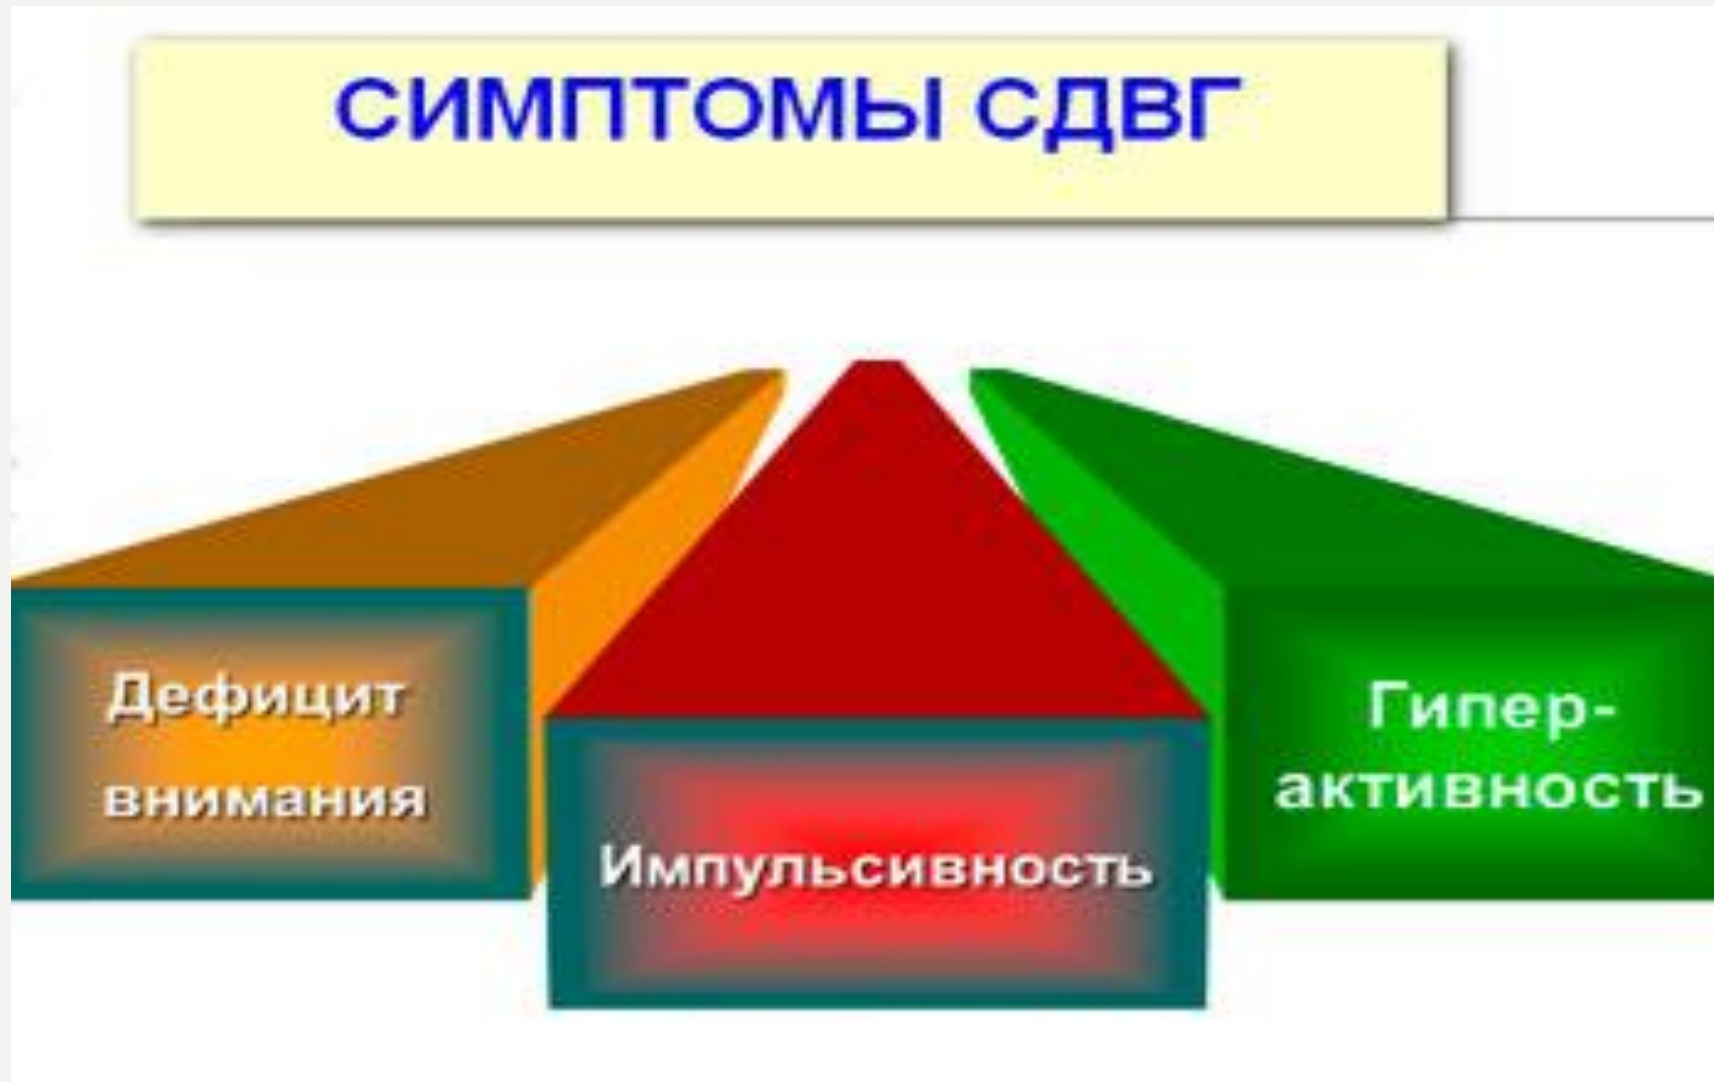 СИМПТОМЫ СДВГ
Дефицит
внимания
Импульсивность
Гипер-
активность